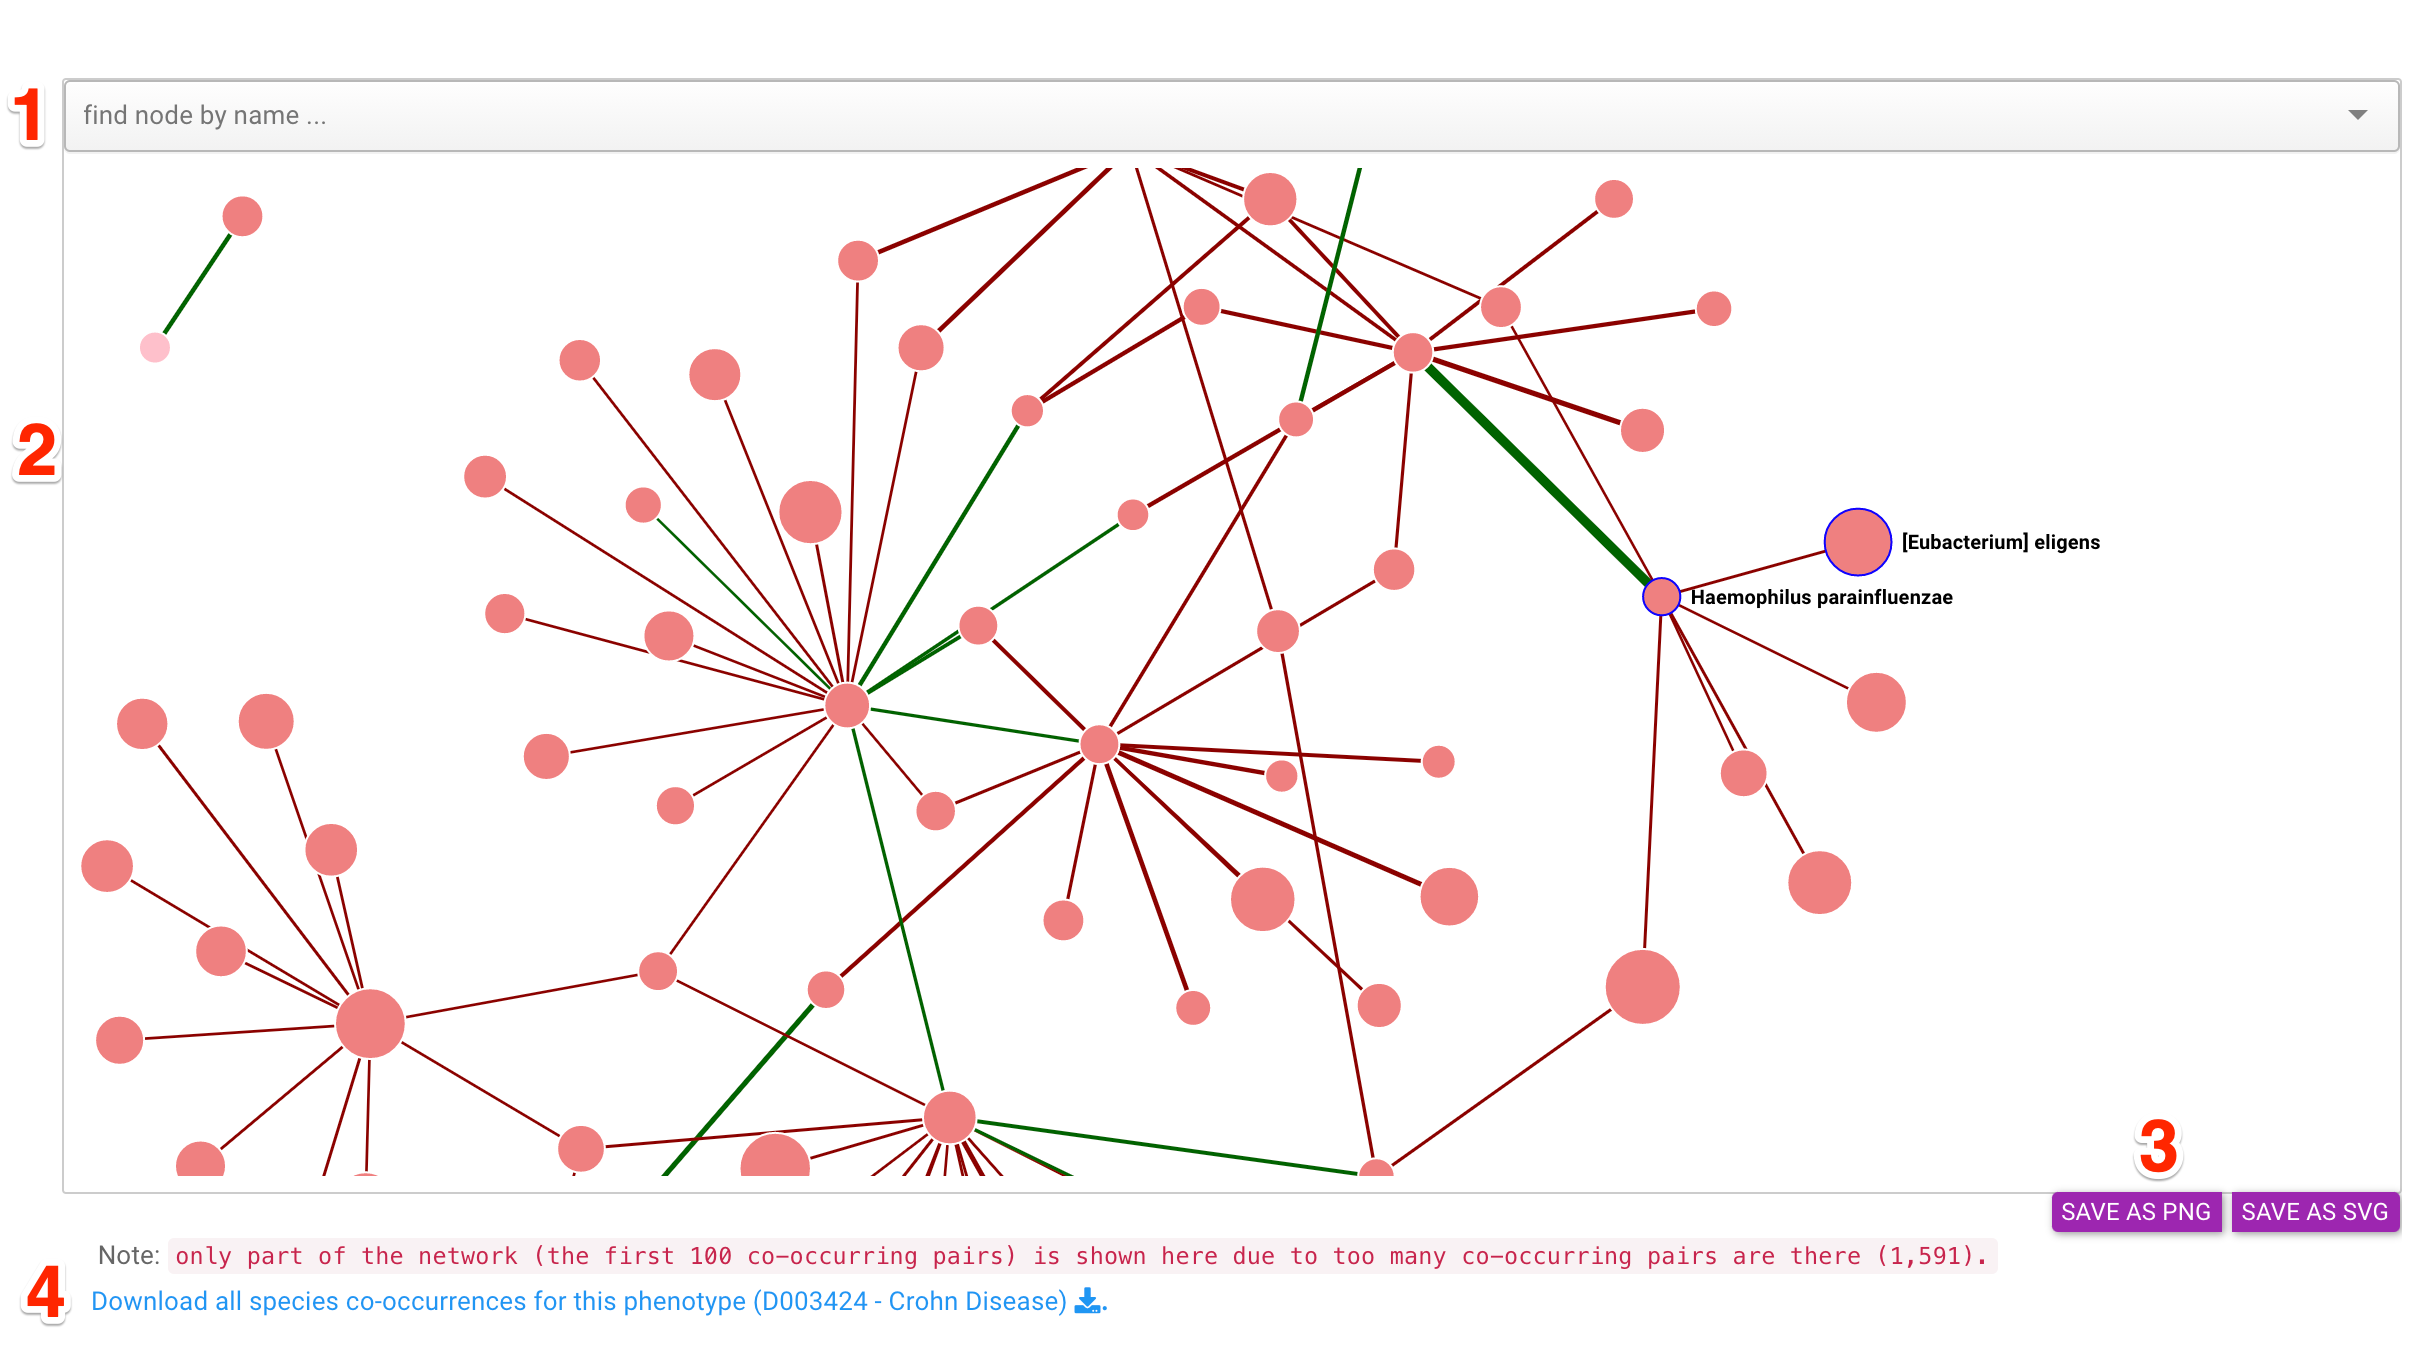 1
find node by name ...
2
[Eubacterium] eligens
Haemophilus parainfluenzae
3
SAVE AS PNG SAVE AS SVG
Note: only part of the network (the first 100 co-occurring pairs) is shown here due to too many co-occurring pairs are there (1,591).
4
Download all species co-occurrences for this phenotype (D003424 - Crohn Disease) .